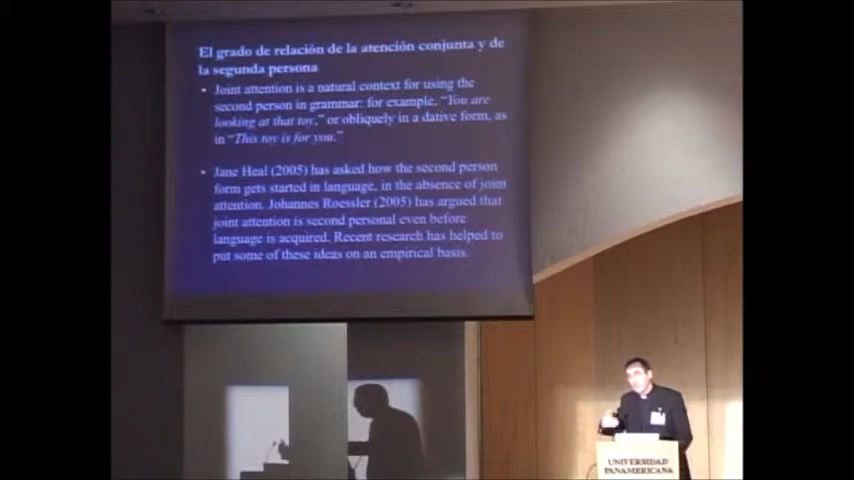 El grado de relación de la atención conjunta y de
la segunda persona
• Joint attention is a natural context for using the
second person in grammar: for example, “You are
looking at that toy,” or obliquely in a dative form, as
in “This toy is for you.”
• Jane Heal (2005) has asked how the second person
form gets started in language, in the absence of joint
attention. Johannes Roessler (2005) has argued that
joint attention is second personal even before
language is acquired. Recent research has helped to
put some of these ideas on an empirical basis.
UNIVERSIDAD
PANAMERICANA